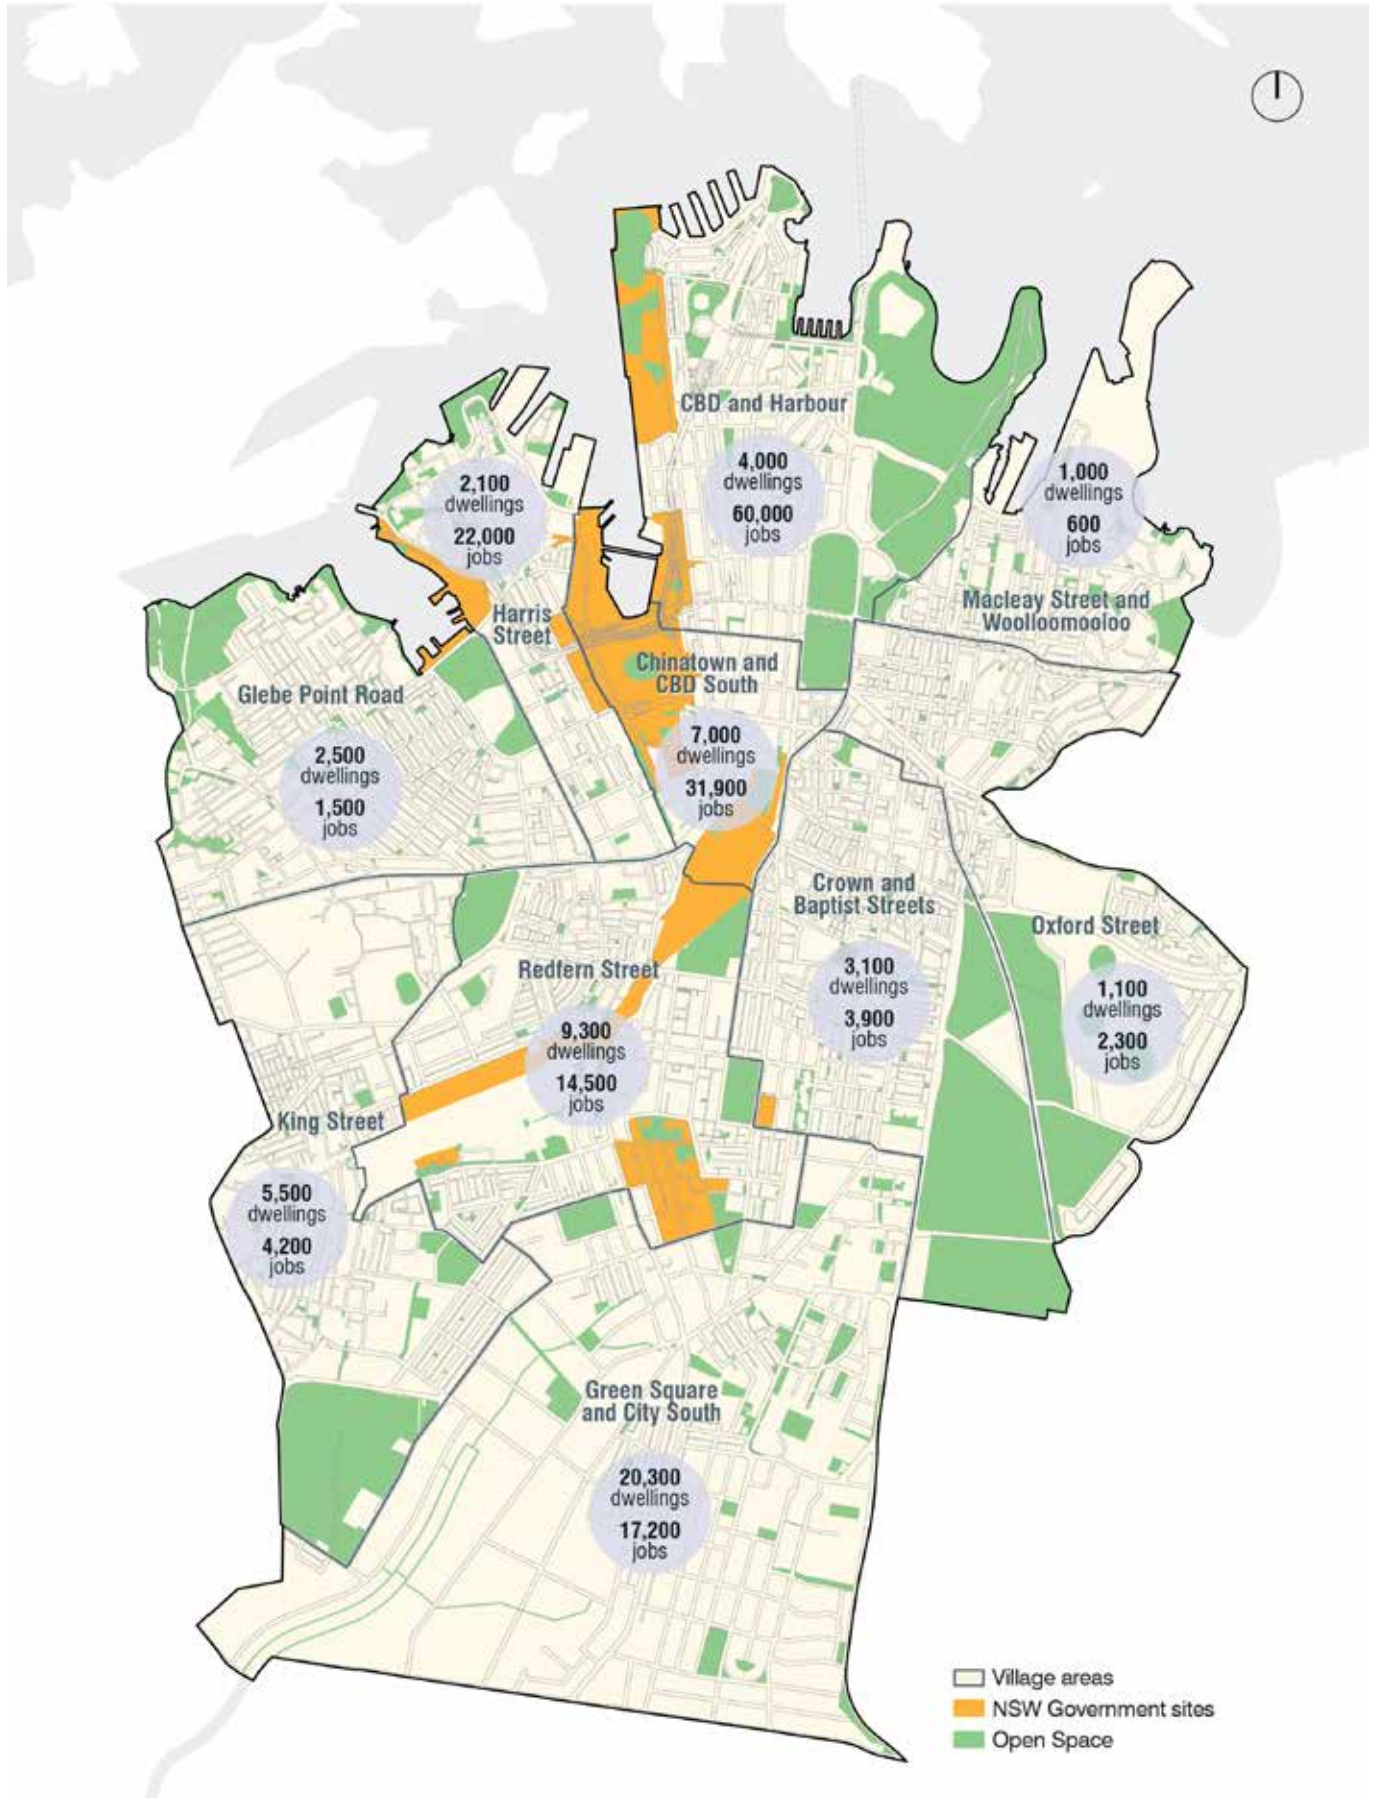 CBD and Harbour
4,000
dwellings
60,000
jobs
2,100
dwellings
22,000
jobs
Harris
Street
1,000
dwellings
600
jobs
Macleay Street and
Woolloomooloo
Glebe Point Road
2,500
dwellings
1,500
jobs
Chinatown and
CBD South
7,000
dwellings
31,900
jobs
Crown and
Baptist Streets
3,100
dwellings
3,900
jobs
Oxford Street
1,100
dwellings
2,300
jobs
Redfern Street
9,300
dwellings
14,500
jobs
King Street
5,500
dwellings
4,200
jobs
Green Square
and City South
20,300
dwellings
17,200
jobs
Village areas
NSW Government sites
Open Space